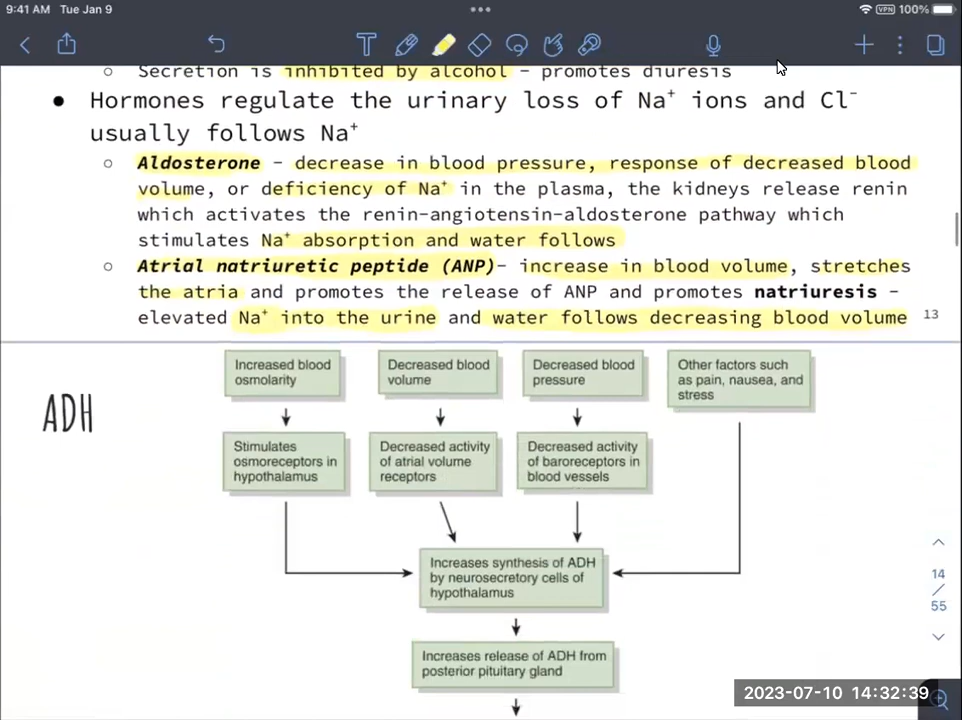 9:41 AM Tue Jan 9
VPN 100%
Secretion is inhibited by alcohol – promotes diuresis
Hormones regulate the urinary loss of Na+ ions and Cl−
usually follows Na+
Aldosterone – decrease in blood pressure, response of decreased blood
volume, or deficiency of Na+ in the plasma, the kidneys release renin
which activates the renin-angiotensin-aldosterone pathway which
stimulates Na+ absorption and water follows
Atrial natriuretic peptide (ANP)– increase in blood volume, stretches
the atria and promotes the release of ANP and promotes natriuresis –
elevated Na+ into the urine and water follows decreasing blood volume
13
ADH
Increased blood
osmolarity
Decreased blood
volume
Decreased blood
pressure
Other factors such
as pain, nausea, and
stress
Stimulates
osmoreceptors in
hypothalamus
Decreased activity
of atrial volume
receptors
Decreased activity
of baroreceptors in
blood vessels
Increases synthesis of ADH
by neurosecretory cells of
hypothalamus
Increases release of ADH from
posterior pituitary gland
14
/
55
2023-07-10 14:32:39